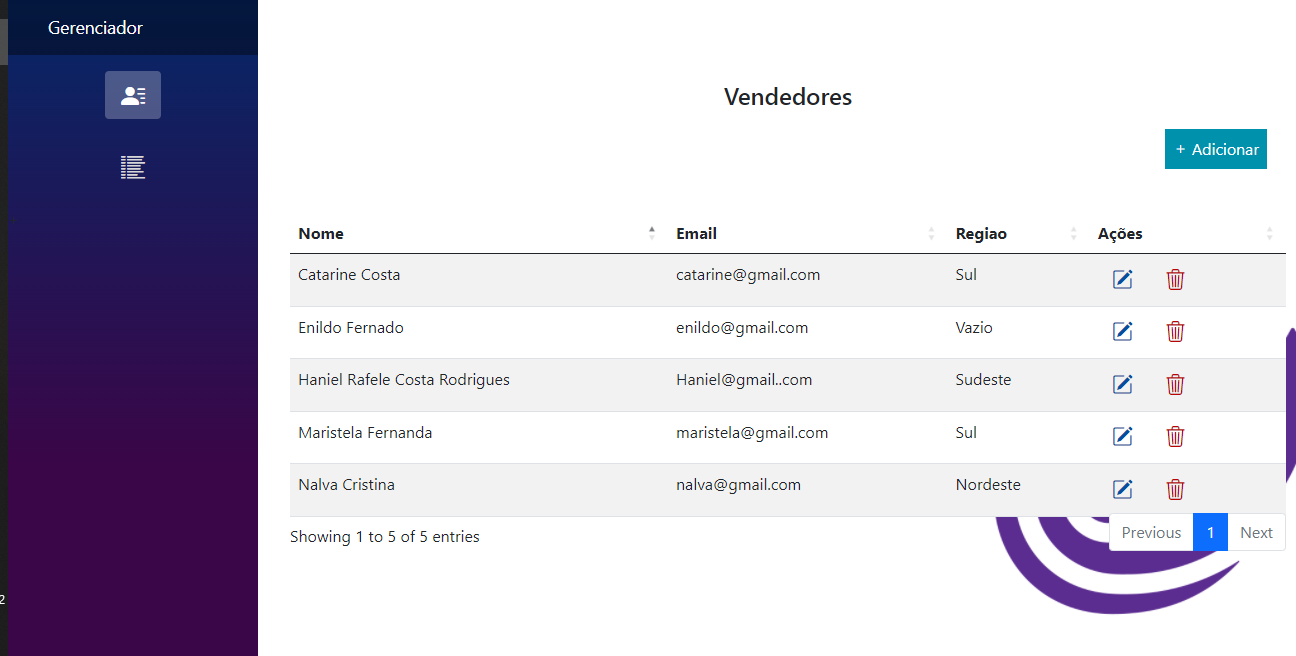 Gerenciador
Vendedores
+ Adicionar
Nome Email Regiao Ações
Catarine Costa catarine@gmail.com Sul
Enildo Fernado enildo@gmail.com Vazio
Haniel Rafele Costa Rodrigues Haniel@gmail..com Sudeste
Maristela Fernanda maristela@gmail.com Sul
Nalva Cristina nalva@gmail.com Nordeste
Showing 1 to 5 of 5 entries Previous 1 Next
2